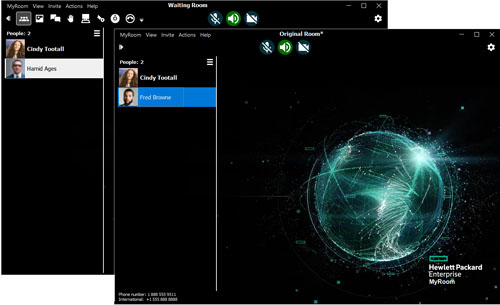 Waiting Room
MyRoom View Invite Actions Help
People: 2
Cindy Tootall
Hamid Ages
Original Room*
MyRoom View Invite Actions Help
People: 2
Cindy Tootall
Fred Browne
Hewlett Packard
Enterprise
MyRoom
Phone number: 1 888 555 9511
International: +1 555 888 8888